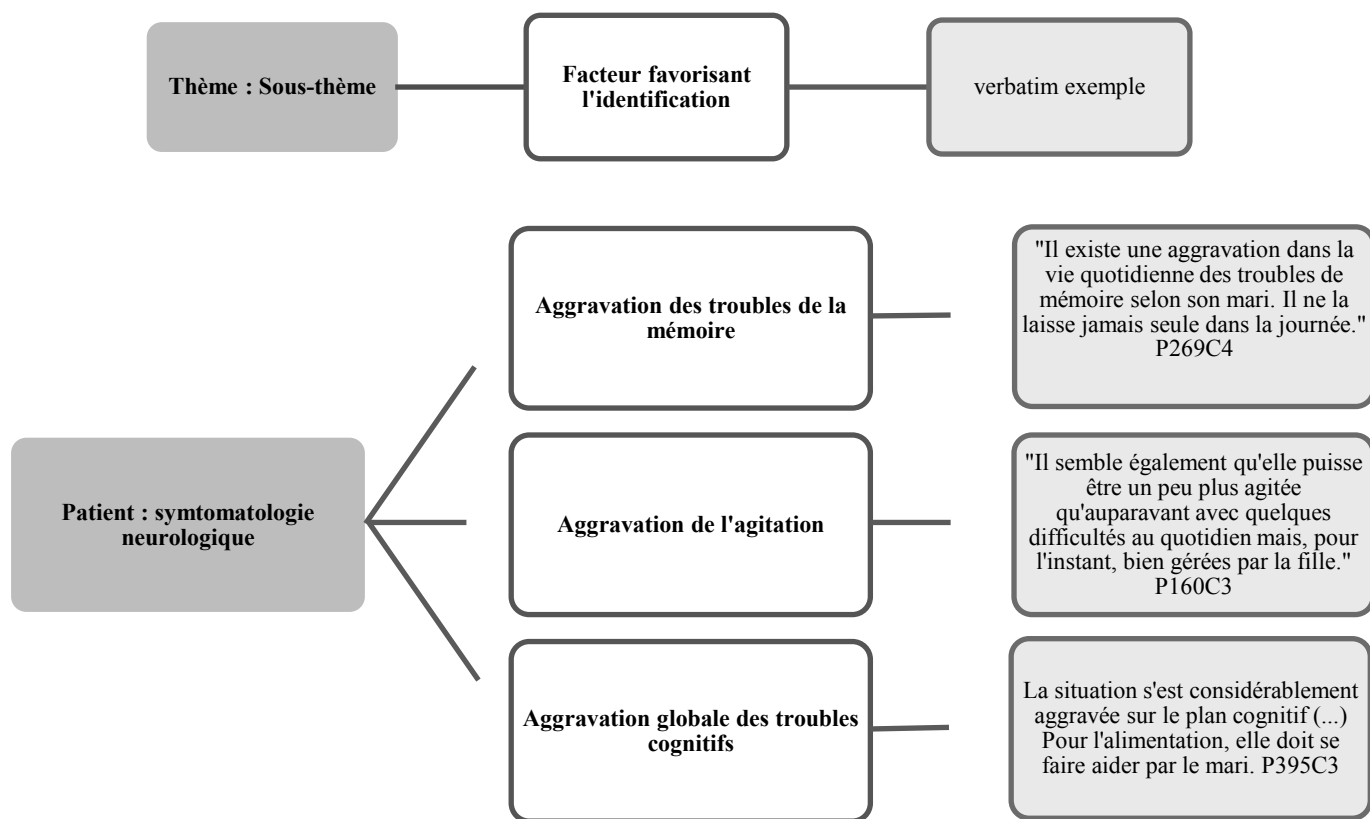 Thème : Sous-thème
Facteur favorisant
l'identification
verbatim exemple
Patient : symtomatologie
neurologique
Aggravation des troubles de la
mémoire
"Il existe une aggravation dans la
vie quotidienne des troubles de
mémoire selon son mari. Il ne la
laisse jamais seule dans la journée."
P269C4
Aggravation de l'agitation
"Il semble également qu'elle puisse
être un peu plus agitée
qu'auparavant avec quelques
difficultés au quotidien mais, pour
l'instant, bien gérées par la fille."
P160C3
Aggravation globale des troubles
cognitifs
La situation s'est considérablement
aggravée sur le plan cognitif (...)
Pour l'alimentation, elle doit se
faire aider par le mari. P395C3